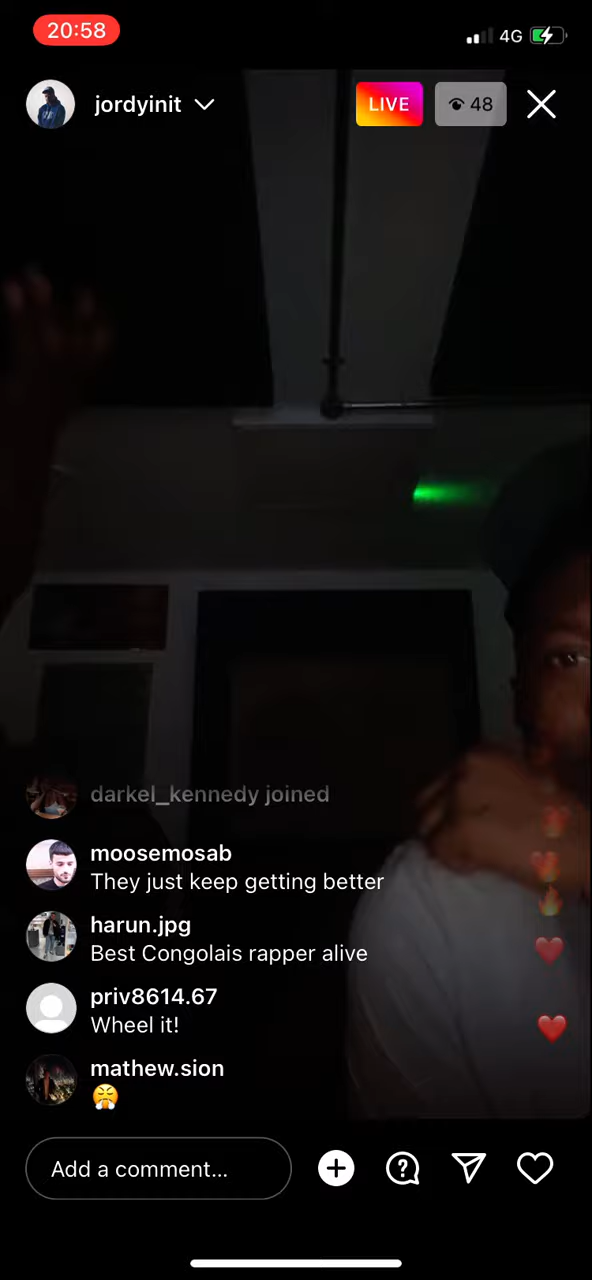 20:58
4G
jordyinit
LIVE
48
darkel_kennedy joined
moosemosab
They just keep getting better
harun.jpg
Best Congolais rapper alive
priv8614.67
Wheel it!
mathew.sion
😤
Add a comment...